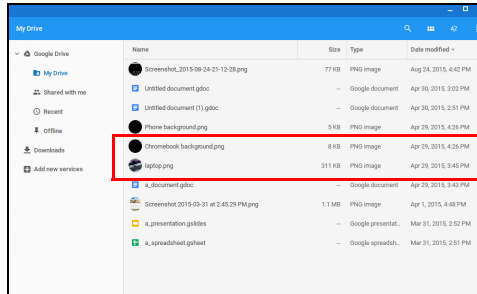 My Drive
Google Drive
My Drive
Shared with me
Recent
Offline
Downloads
Add new services
Name Size Type Date modified
Screenshot_2015-08-24-21-12-28.png 77 KB PNG image Aug 24, 2015, 4:42 PM
Untitled document.gdoc -- Google document Apr 30, 2015, 3:02 PM
Untitled document (1).gdoc -- Google document Apr 30, 2015, 2:51 PM
Phone background.png 5 KB PNG image Apr 29, 2015, 4:26 PM
Chromebook background.png 8 KB PNG image Apr 29, 2015, 4:26 PM
laptop.png 311 KB PNG image Apr 29, 2015, 3:45 PM
a_document.gdoc -- Google document Apr 29, 2015, 3:43 PM
Screenshot 2015-03-31 at 2.45.29 PM.png 1.1 MB PNG image Apr 1, 2015, 4:48 PM
a_presentation.gslides -- Google presentat... Mar 31, 2015, 2:52 PM
a_spreadsheet.gsheet -- Google spreadsh... Mar 31, 2015, 2:51 PM